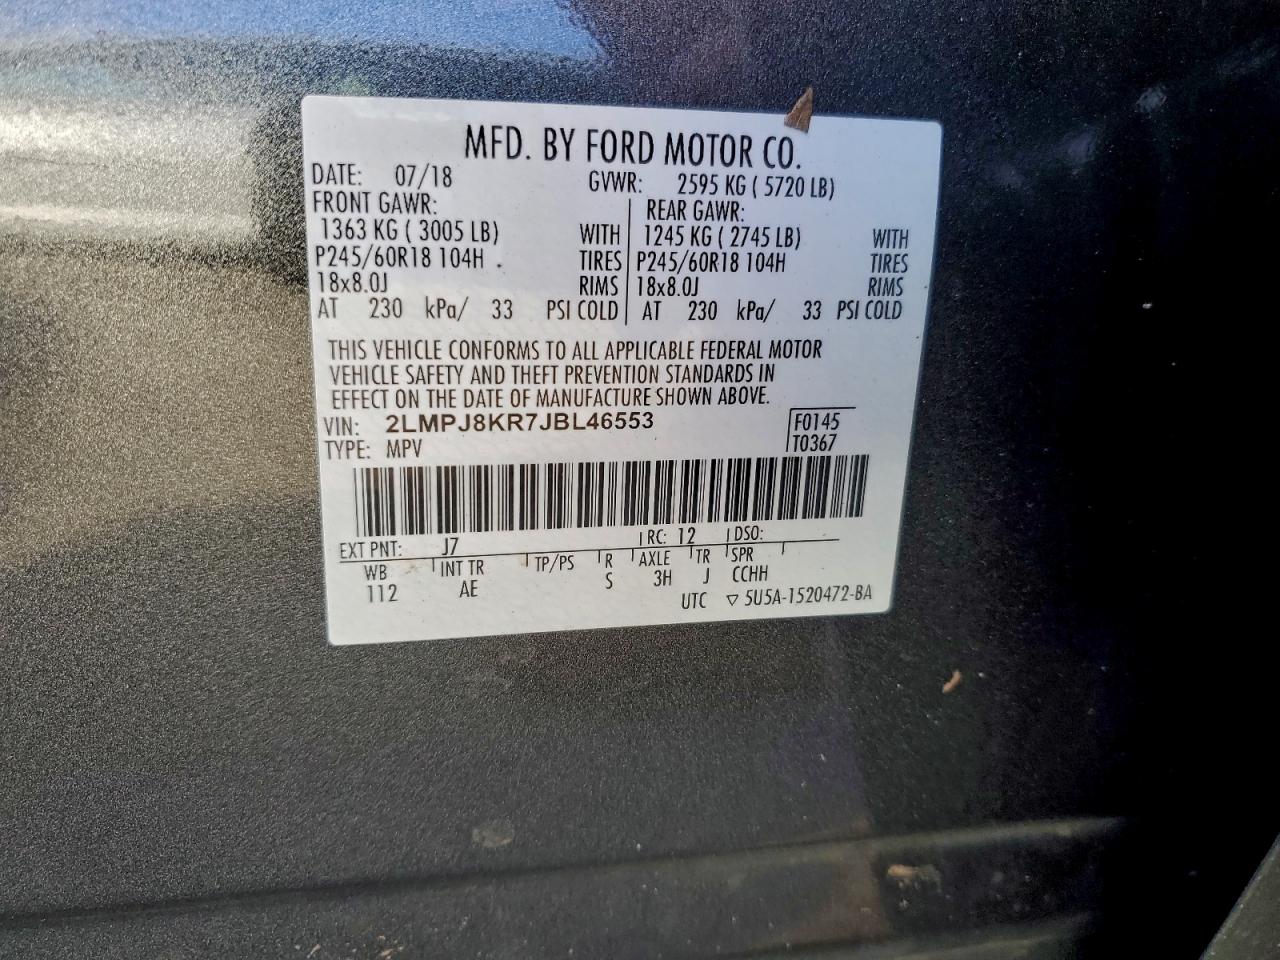 MFD. BY FORD MOTOR CO.
DATE: 07/18 GVWR: 2595 KG ( 5720 LB)
FRONT GAWR: REAR GAWR:
1363 KG ( 3005 LB) WITH 1245 KG ( 2745 LB) WITH
P245/60R18 104H TIRES P245/60R18 104H TIRES
18x8.0J RIMS 18x8.0J RIMS
AT 230 kPa/ 33 PSI COLD AT 230 kPa/ 33 PSI COLD
THIS VEHICLE CONFORMS TO ALL APPLICABLE FEDERAL MOTOR
VEHICLE SAFETY AND THEFT PREVENTION STANDARDS IN
EFFECT ON THE DATE OF MANUFACTURE SHOWN ABOVE.
VIN: 2LMPJ8KR7JBL46553 F0145
TYPE: MPV T0367
EXT PNT: J7 RC: 12 DSO:
WB INT TR TP/PS R AXLE TR SPR
112 AE S 3H J CCHH
UTC ▽ 5U5A-1520472-BA